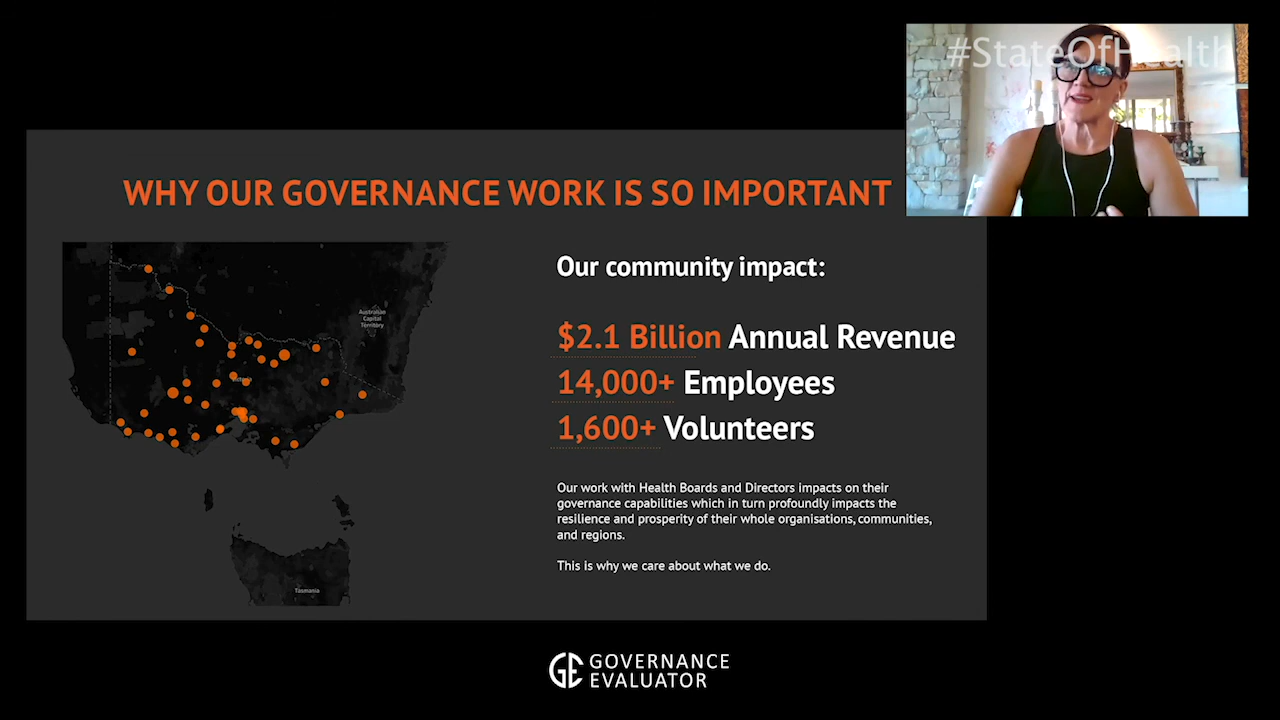 #StateOfHealth
WHY OUR GOVERNANCE WORK IS SO IMPORTANT
Australian
Capital
Territory
Victoria
Tasmania
Our community impact:
$2.1 Billion Annual Revenue
14,000+ Employees
1,600+ Volunteers
Our work with Health Boards and Directors impacts on their
governance capabilities which in turn profoundly impacts the
resilience and prosperity of their whole organisations, communities,
and regions.
This is why we care about what we do.
GE GOVERNANCE
EVALUATOR